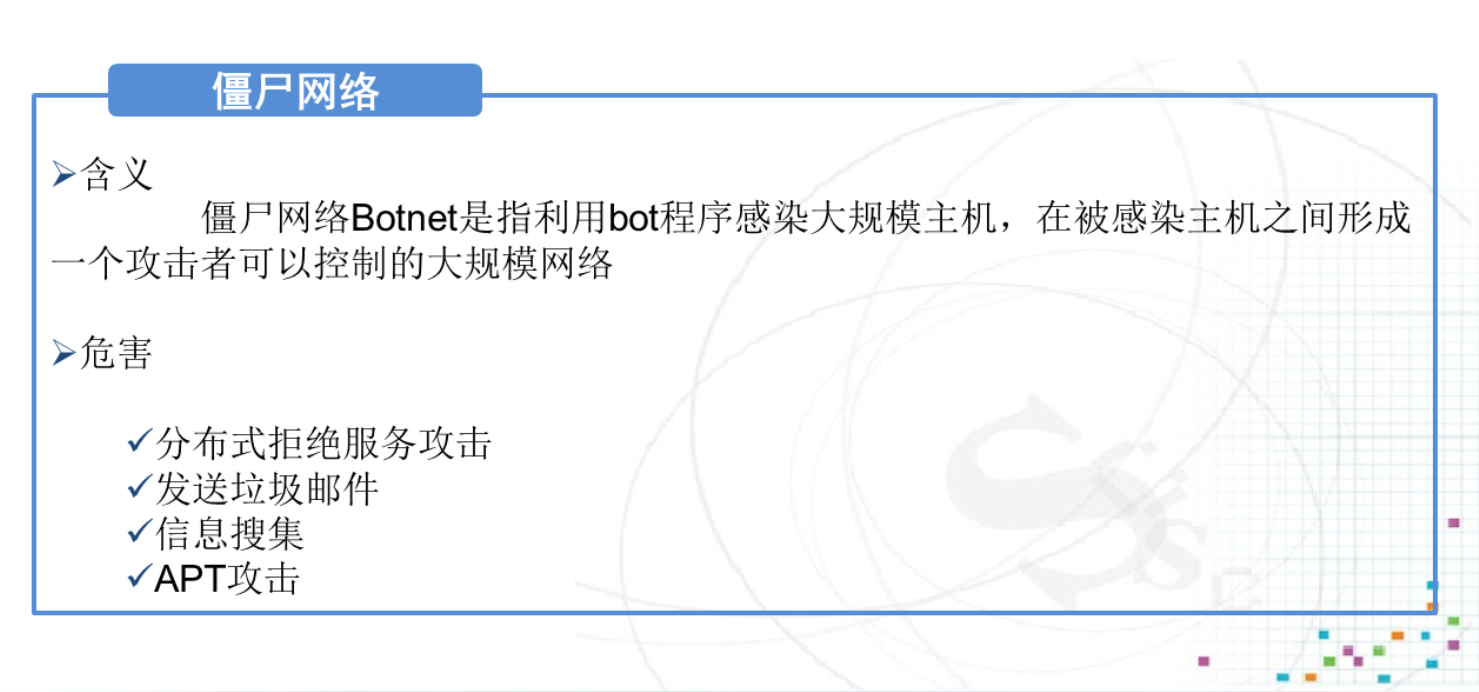 僵尸网络
➢含义
僵尸网络Botnet是指利用bot程序感染大规模主机，在被感染主机之间形成
一个攻击者可以控制的大规模网络
➢危害
✓分布式拒绝服务攻击
✓发送垃圾邮件
✓信息搜集
✓APT攻击